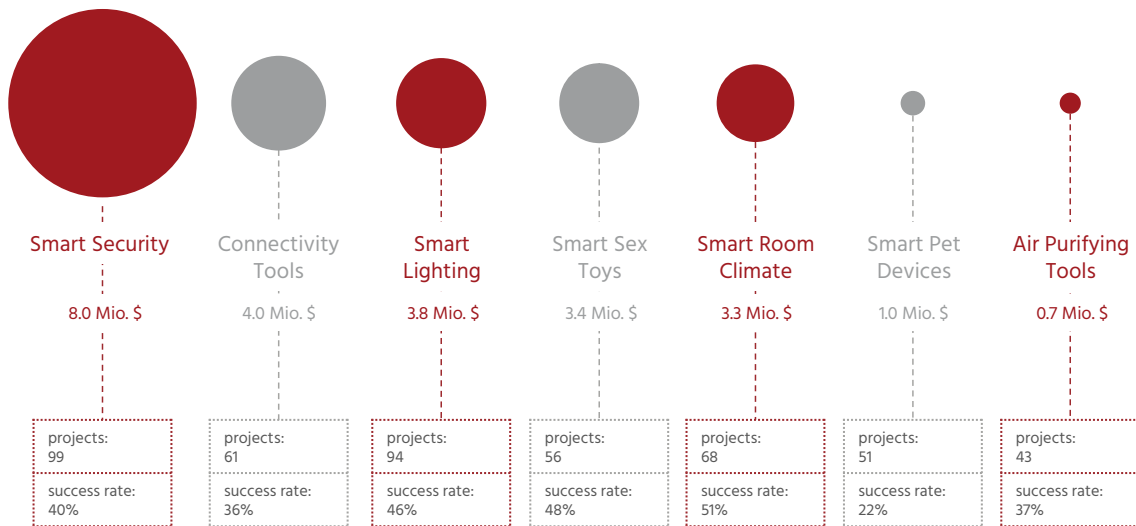 Smart Security
8.0 Mio. $
projects:
99
success rate:
40%
Connectivity
Tools
4.0 Mio. $
projects:
61
success rate:
36%
Smart
Lighting
3.8 Mio. $
projects:
94
success rate:
46%
Smart Sex
Toys
3.4 Mio. $
projects:
56
success rate:
48%
Smart Room
Climate
3.3 Mio. $
projects:
68
success rate:
51%
Smart Pet
Devices
1.0 Mio. $
projects:
51
success rate:
22%
Air Purifying
Tools
0.7 Mio. $
projects:
43
success rate:
37%